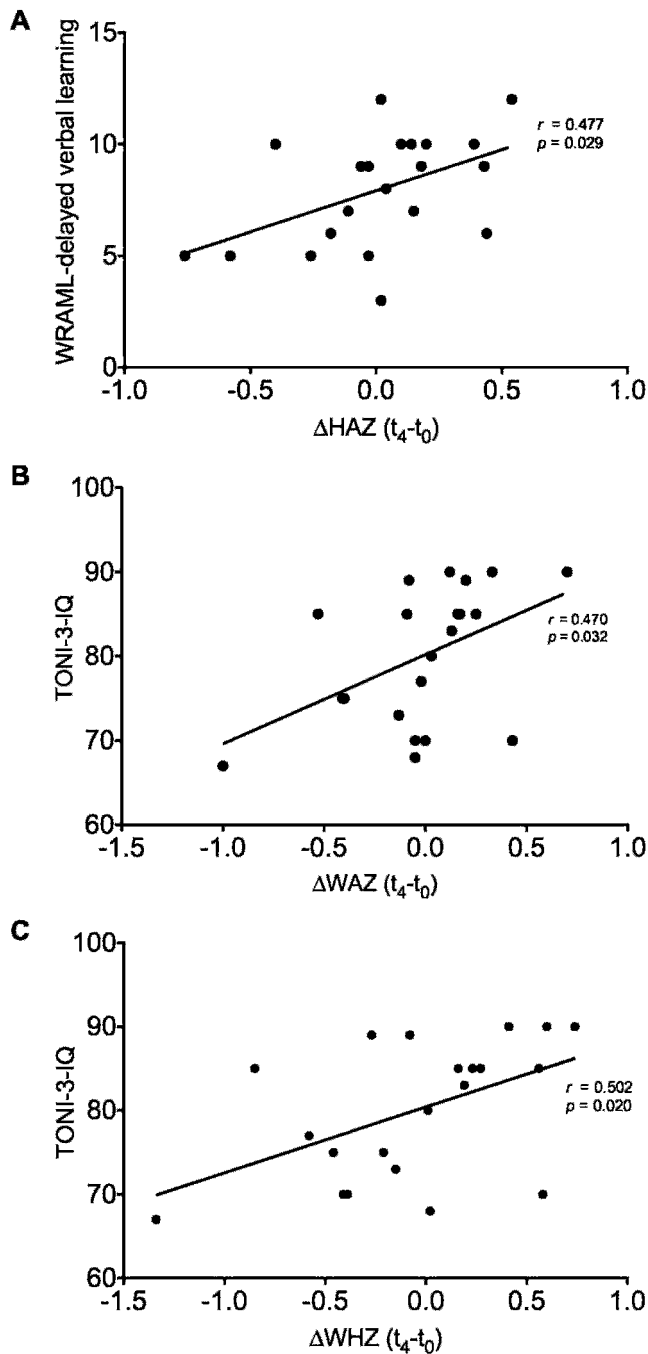 A
WRAML-delayed verbal learning
15
10
5
0
-1.0
-0.5
0.0
0.5
1.0
r = 0.477
p = 0.029
ΔHAZ (t₄-t₀)
B
TONI-3-IQ
100
90
80
70
60
-1.5
-1.0
-0.5
0.0
0.5
1.0
r = 0.470
p = 0.032
ΔWAZ (t₄-t₀)
C
TONI-3-IQ
100
90
80
70
60
-1.5
-1.0
-0.5
0.0
0.5
1.0
r = 0.502
p = 0.020
ΔWHZ (t₄-t₀)